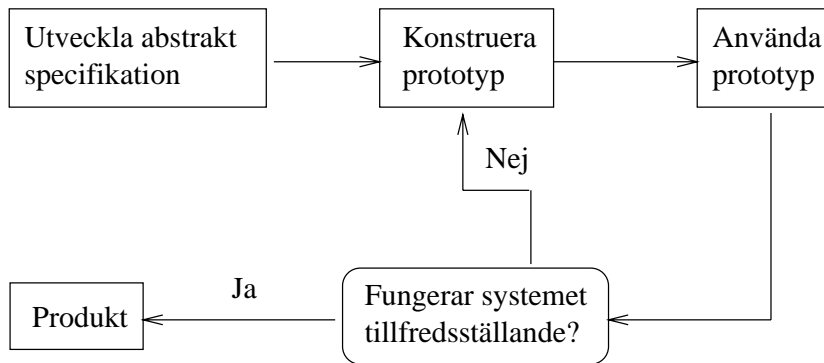 Utveckla abstrakt
specifikation
Konstruera
prototyp
Använda
prototyp
Nej
Ja
Produkt
Fungerar systemet
tillfredsställande?